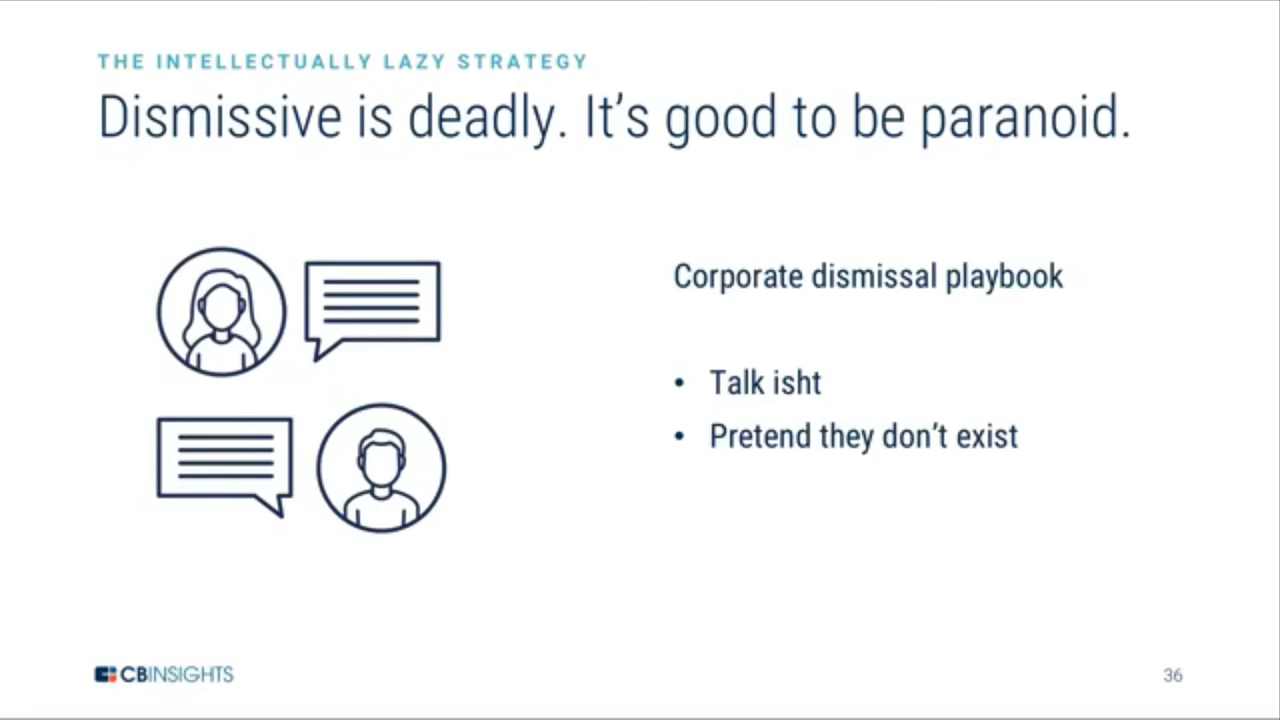 THE INTELLECTUALLY LAZY STRATEGY
Dismissive is deadly. It’s good to be paranoid.
Corporate dismissal playbook
• Talk isht
• Pretend they don’t exist
CBINSIGHTS
36